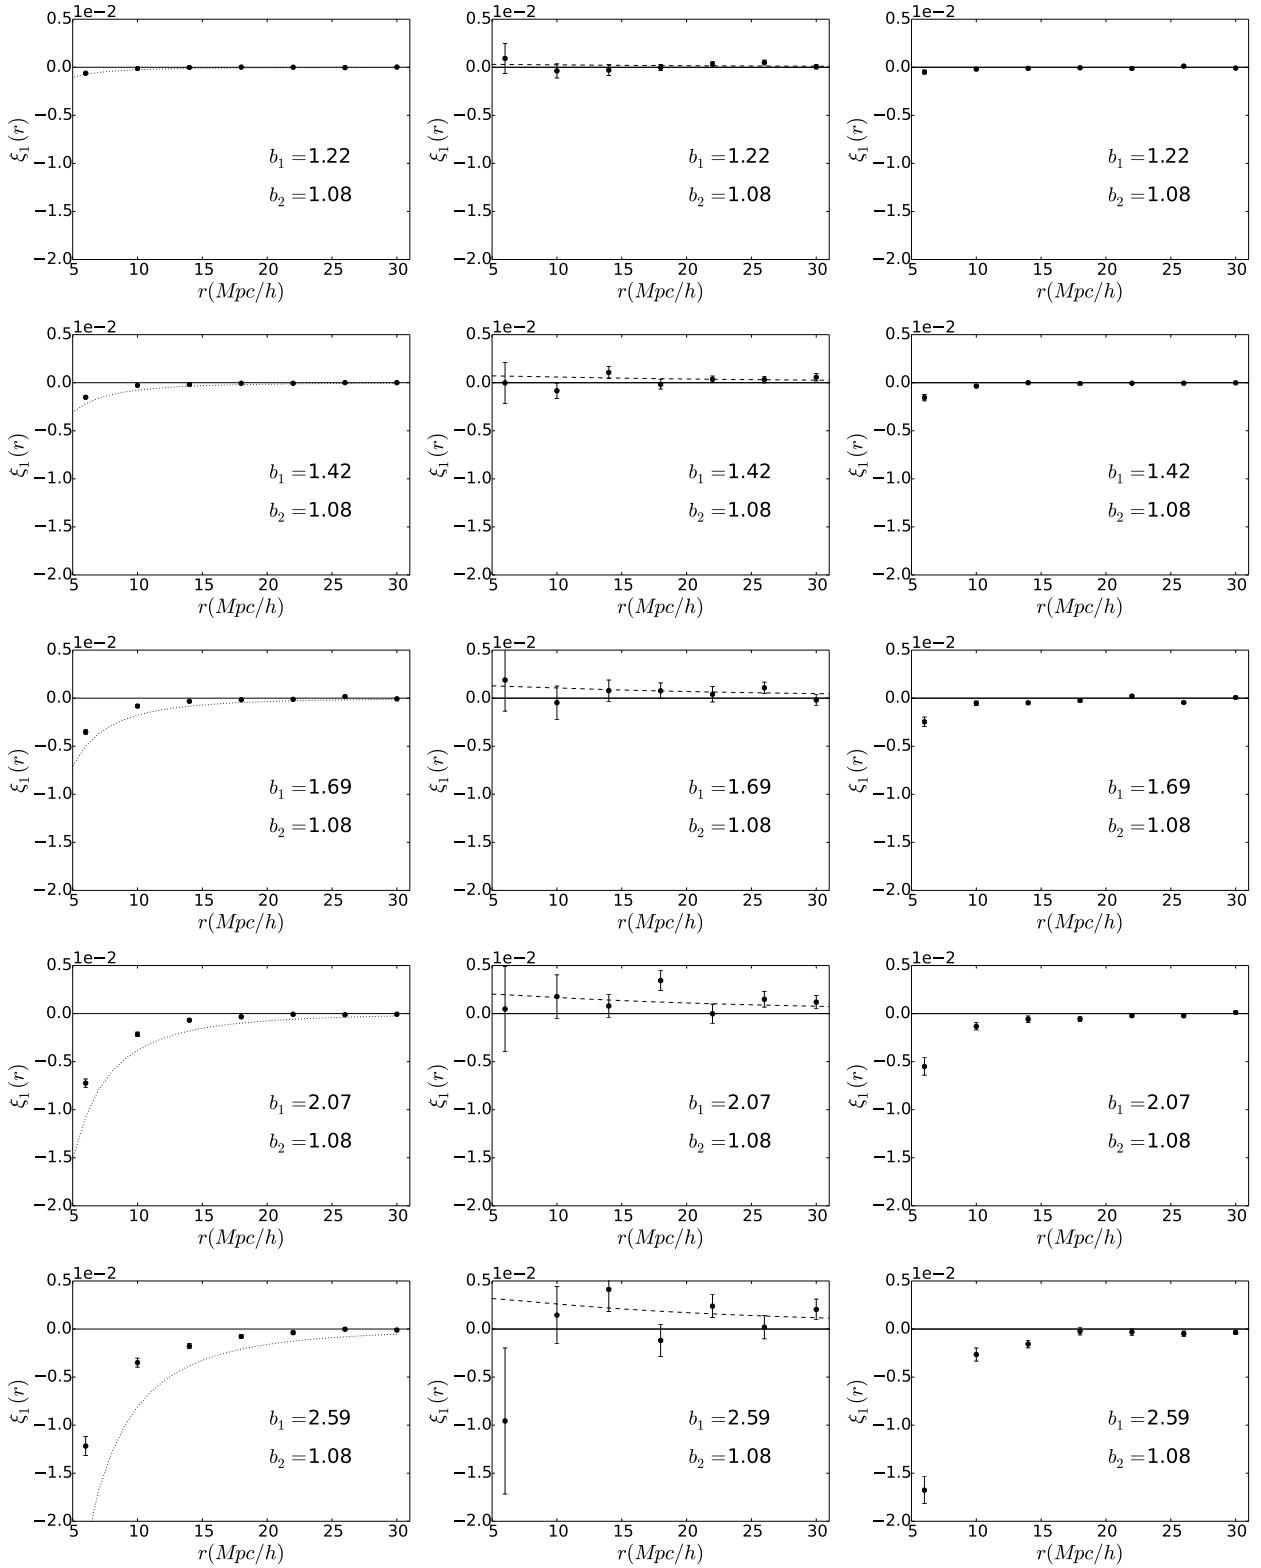 1e−2 1e−2 1e−2
0.5 0.5 0.5
0.0 0.0 0.0
−0.5 −0.5 −0.5
ξ₁(r) ξ₁(r) ξ₁(r)
−1.0 b₁ =1.22 −1.0 b₁ =1.22 −1.0 b₁ =1.22
−1.5 b₂ =1.08 −1.5 b₂ =1.08 −1.5 b₂ =1.08
−2.0 −2.0 −2.0
5 10 15 20 25 30 5 10 15 20 25 30 5 10 15 20 25 30
r(Mpc/h) r(Mpc/h) r(Mpc/h)
1e−2 1e−2 1e−2
0.5 0.5 0.5
0.0 0.0 0.0
−0.5 −0.5 −0.5
ξ₁(r) ξ₁(r) ξ₁(r)
−1.0 b₁ =1.42 −1.0 b₁ =1.42 −1.0 b₁ =1.42
−1.5 b₂ =1.08 −1.5 b₂ =1.08 −1.5 b₂ =1.08
−2.0 −2.0 −2.0
5 10 15 20 25 30 5 10 15 20 25 30 5 10 15 20 25 30
r(Mpc/h) r(Mpc/h) r(Mpc/h)
1e−2 1e−2 1e−2
0.5 0.5 0.5
0.0 0.0 0.0
−0.5 −0.5 −0.5
ξ₁(r) ξ₁(r) ξ₁(r)
−1.0 b₁ =1.69 −1.0 b₁ =1.69 −1.0 b₁ =1.69
−1.5 b₂ =1.08 −1.5 b₂ =1.08 −1.5 b₂ =1.08
−2.0 −2.0 −2.0
5 10 15 20 25 30 5 10 15 20 25 30 5 10 15 20 25 30
r(Mpc/h) r(Mpc/h) r(Mpc/h)
1e−2 1e−2 1e−2
0.5 0.5 0.5
0.0 0.0 0.0
−0.5 −0.5 −0.5
ξ₁(r) ξ₁(r) ξ₁(r)
−1.0 b₁ =2.07 −1.0 b₁ =2.07 −1.0 b₁ =2.07
−1.5 b₂ =1.08 −1.5 b₂ =1.08 −1.5 b₂ =1.08
−2.0 −2.0 −2.0
5 10 15 20 25 30 5 10 15 20 25 30 5 10 15 20 25 30
r(Mpc/h) r(Mpc/h) r(Mpc/h)
1e−2 1e−2 1e−2
0.5 0.5 0.5
0.0 0.0 0.0
−0.5 −0.5 −0.5
ξ₁(r) ξ₁(r) ξ₁(r)
−1.0 b₁ =2.59 −1.0 b₁ =2.59 −1.0 b₁ =2.59
−1.5 b₂ =1.08 −1.5 b₂ =1.08 −1.5 b₂ =1.08
−2.0 −2.0 −2.0
5 10 15 20 25 30 5 10 15 20 25 30 5 10 15 20 25 30
r(Mpc/h) r(Mpc/h) r(Mpc/h)